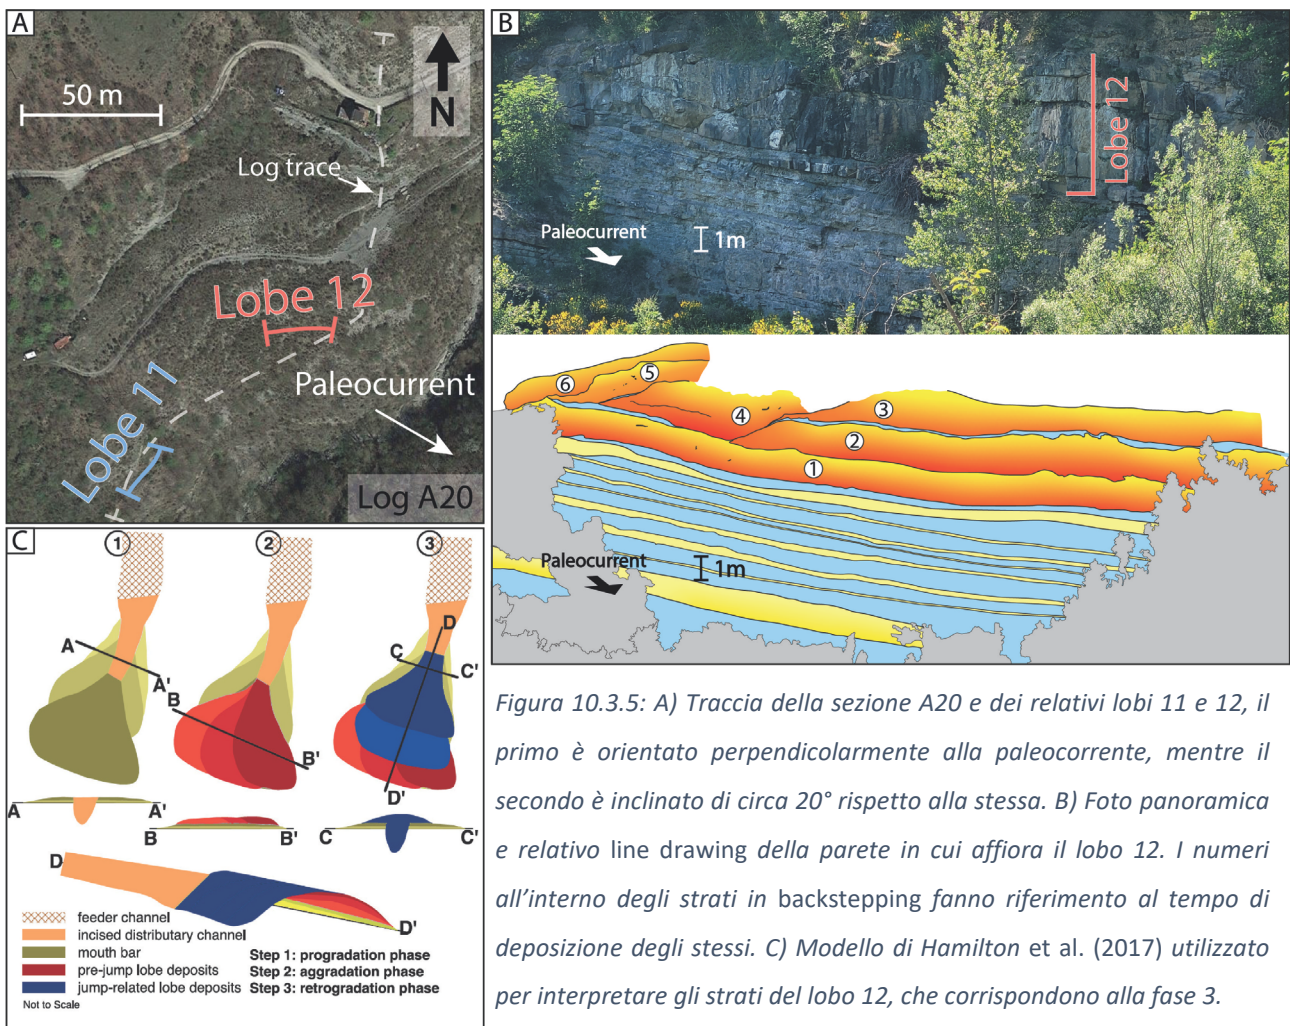 A
50 m
N
Log trace
Lobe 12
Lobe 11
Paleocurrent
Log A20
B
Lobe 12
Paleocurrent
1m
6
5
4
3
2
1
Paleocurrent
1m
C
1
2
3
A
A'
B
B'
D
C
C'
D'
A
A'
B
B'
C
C'
D
D'
feeder channel
incised distributary channel
mouth bar
pre-jump lobe deposits
jump-related lobe deposits
Not to Scale
Step 1: progradation phase
Step 2: aggradation phase
Step 3: retrogradation phase
Figura 10.3.5: A) Traccia della sezione A20 e dei relativi lobi 11 e 12, il
primo è orientato perpendicolarmente alla paleocorrente, mentre il
secondo è inclinato di circa 20° rispetto alla stessa. B) Foto panoramica
e relativo line drawing della parete in cui affiora il lobo 12. I numeri
all’interno degli strati in backstepping fanno riferimento al tempo di
deposizione degli stessi. C) Modello di Hamilton et al. (2017) utilizzato
per interpretare gli strati del lobo 12, che corrispondono alla fase 3.